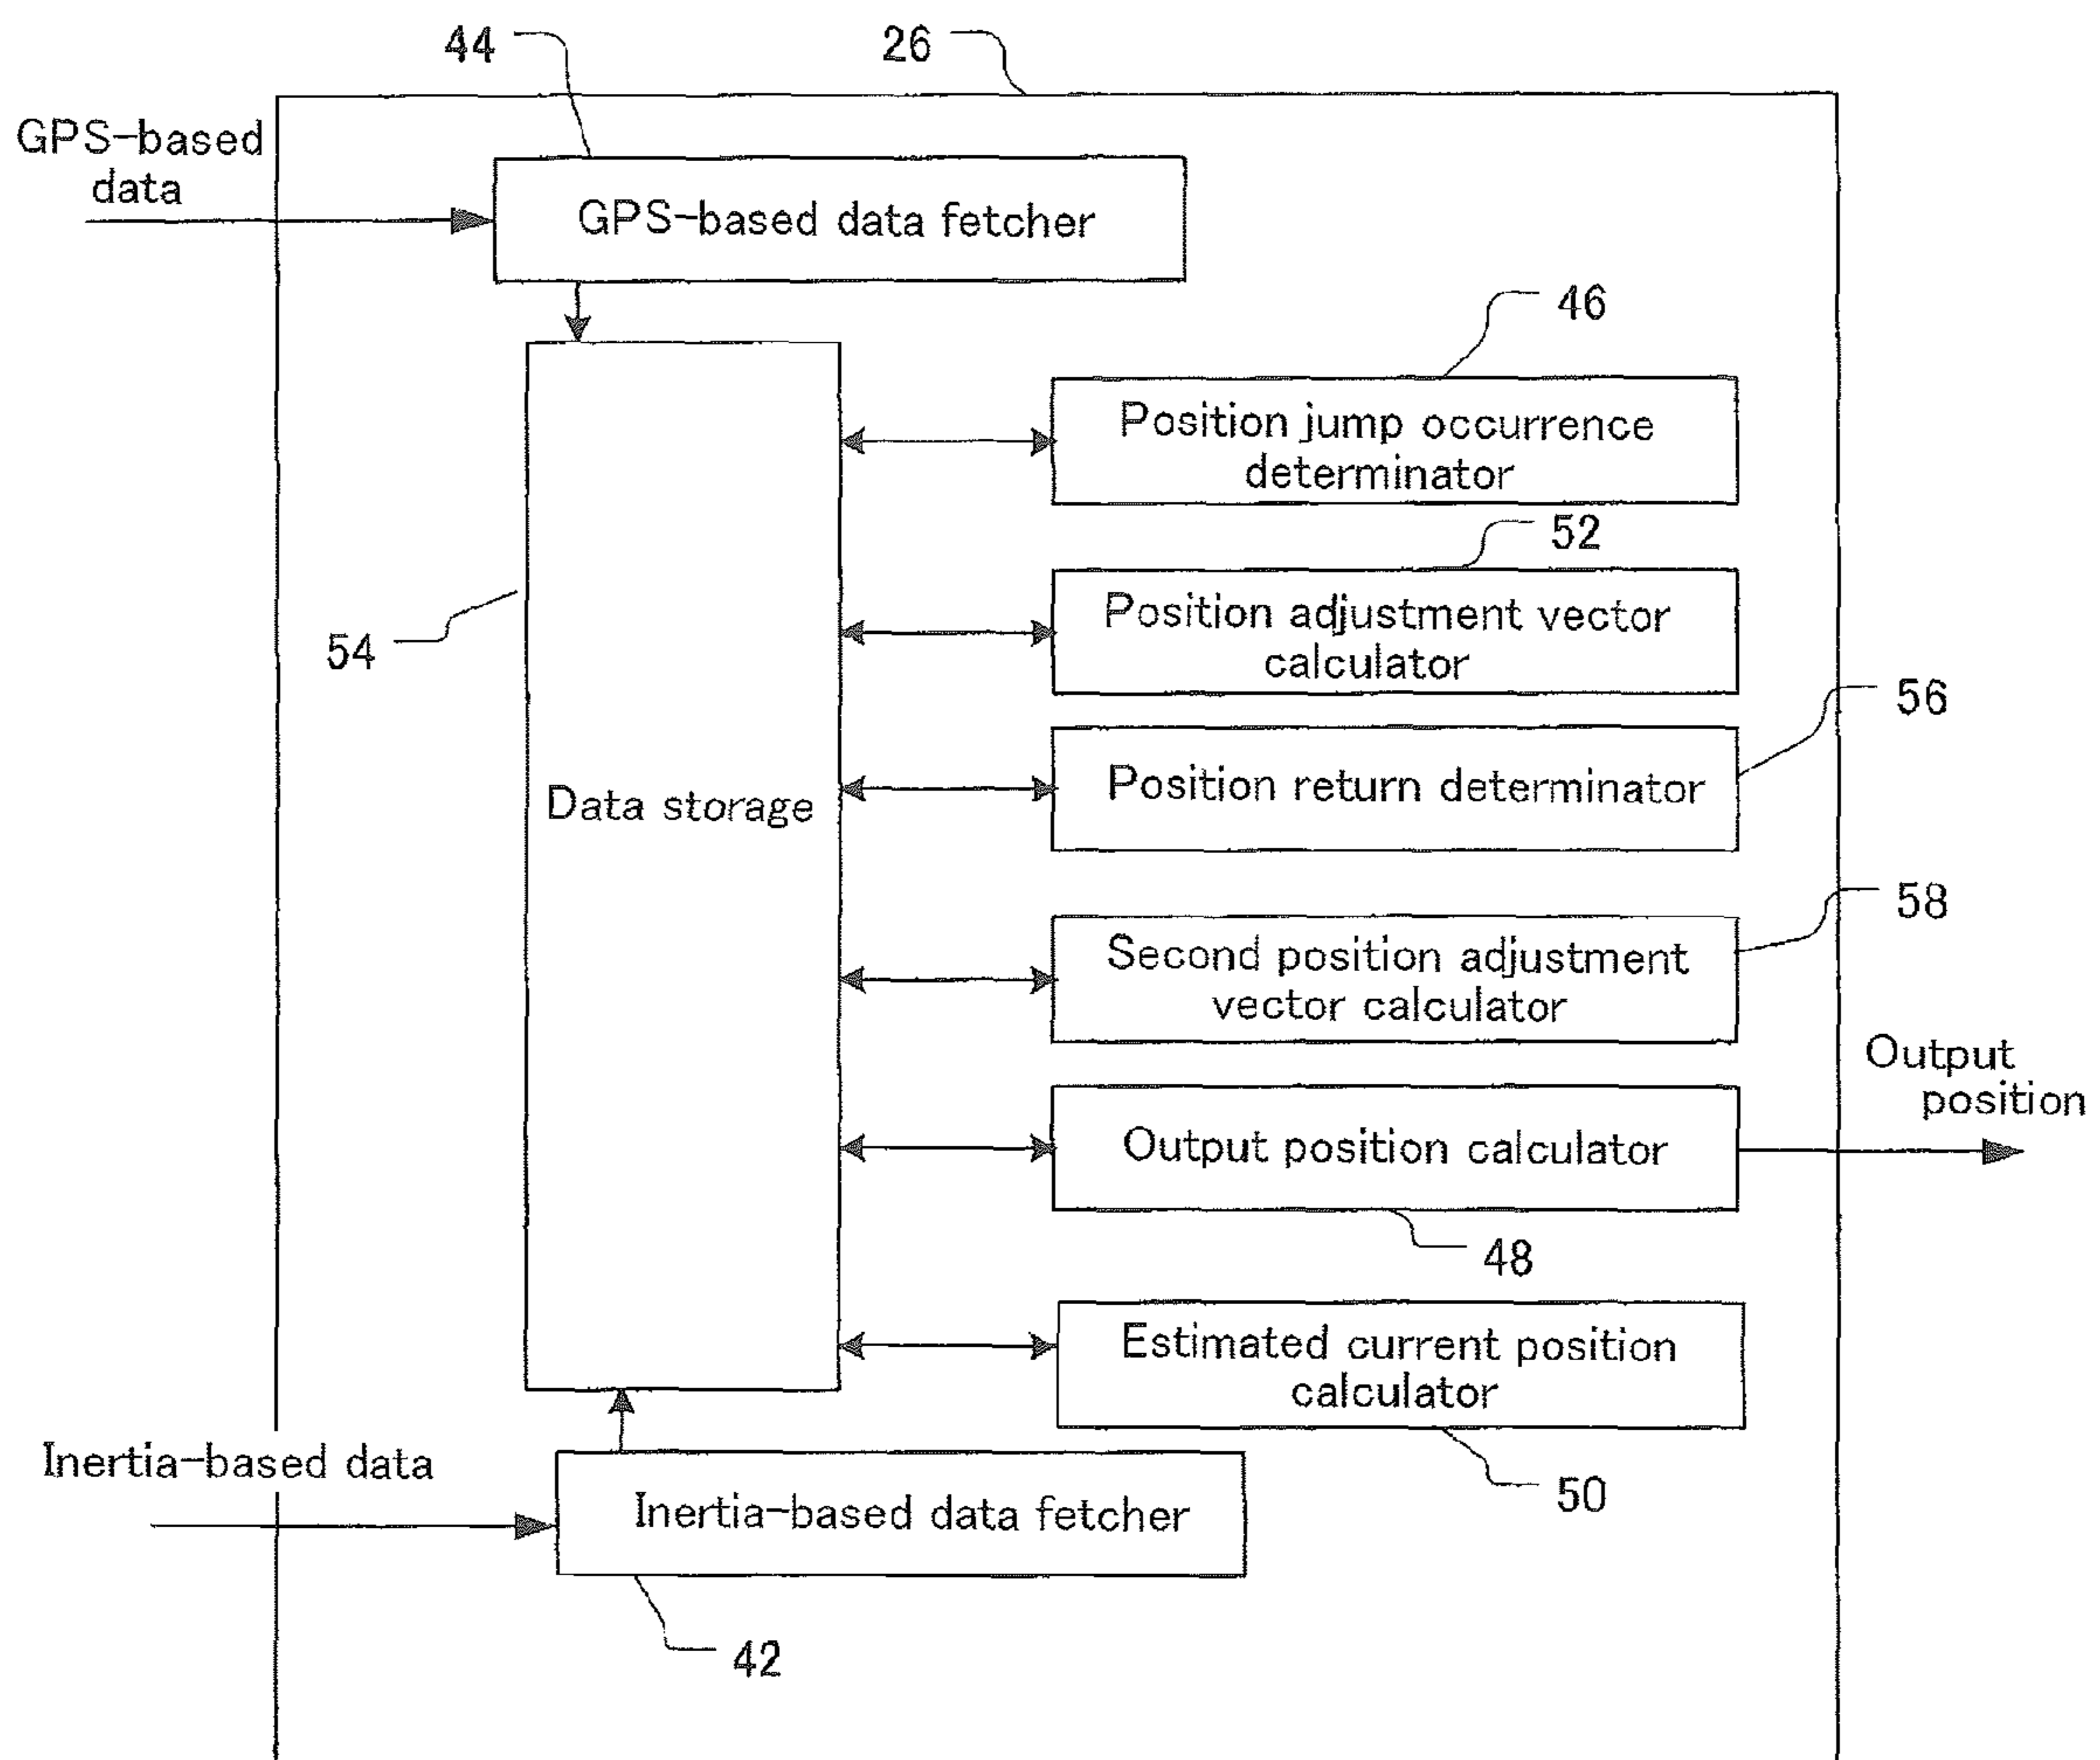 44
26
GPS-based
data
GPS-based data fetcher
46
Position jump occurrence
determinator
52
Position adjustment vector
calculator
54
56
Position return determinator
Data storage
58
Second position adjustment
vector calculator
Output
position
Output position calculator
48
Estimated current position
calculator
50
Inertia-based data
Inertia-based data fetcher
42